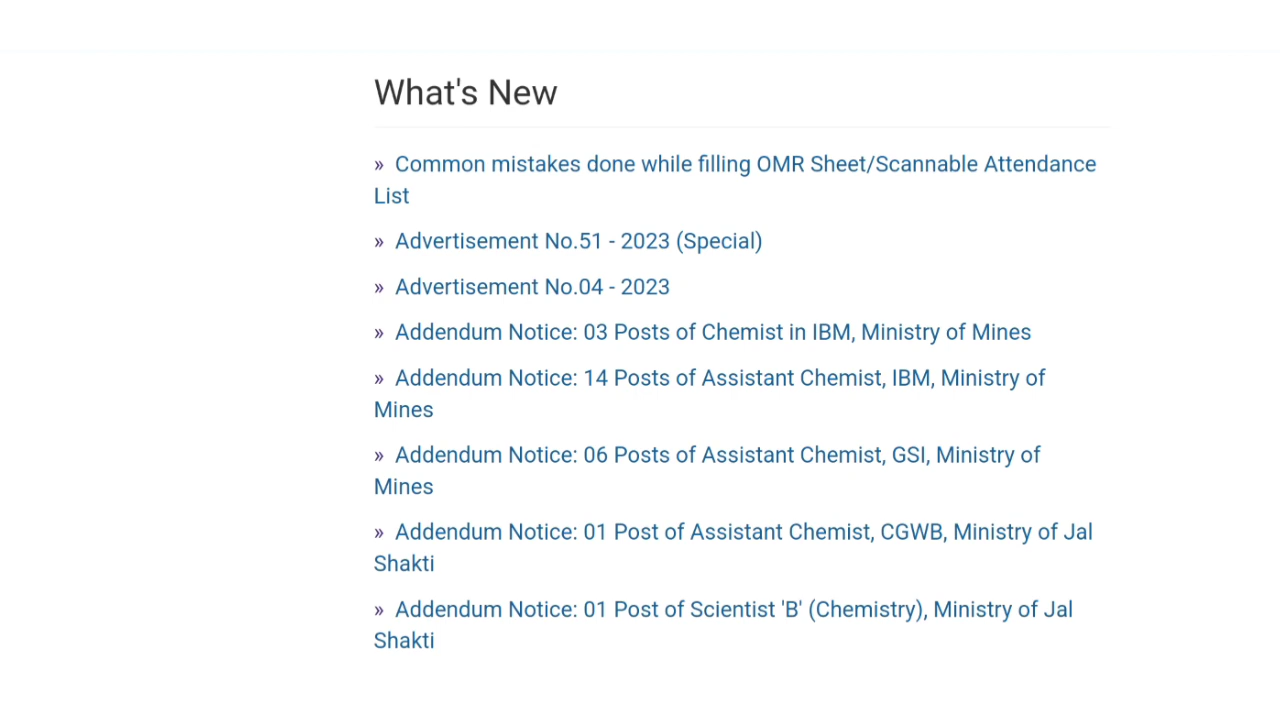 What's New
» Common mistakes done while filling OMR Sheet/Scannable Attendance
List
» Advertisement No.51 - 2023 (Special)
» Advertisement No.04 - 2023
» Addendum Notice: 03 Posts of Chemist in IBM, Ministry of Mines
» Addendum Notice: 14 Posts of Assistant Chemist, IBM, Ministry of
Mines
» Addendum Notice: 06 Posts of Assistant Chemist, GSI, Ministry of
Mines
» Addendum Notice: 01 Post of Assistant Chemist, CGWB, Ministry of Jal
Shakti
» Addendum Notice: 01 Post of Scientist 'B' (Chemistry), Ministry of Jal
Shakti